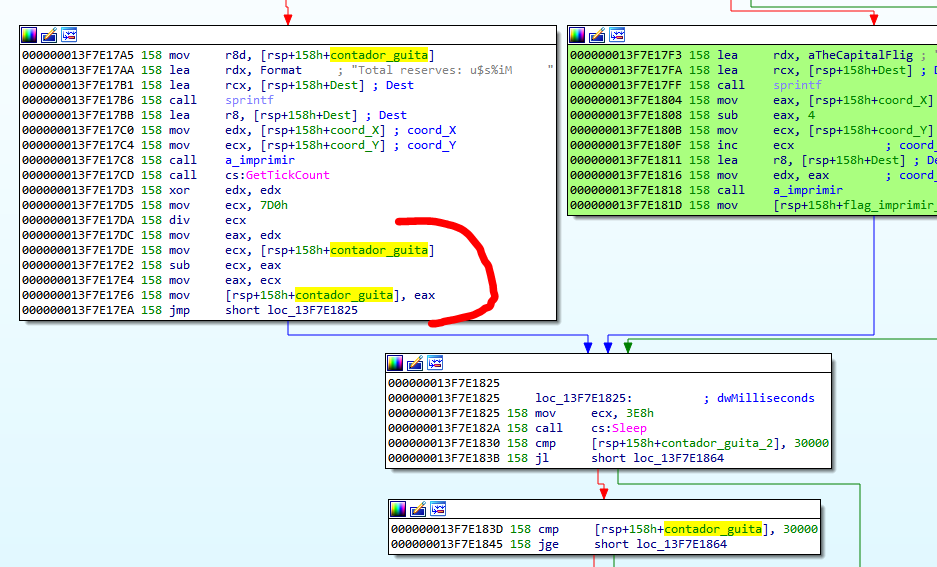 000000013F7E17A5 158 mov r8d, [rsp+158h+contador_guita]
000000013F7E17AA 158 lea rdx, Format ; "Total reserves: u$s%iM "
000000013F7E17B1 158 lea rcx, [rsp+158h+Dest] ; Dest
000000013F7E17B6 158 call sprintf
000000013F7E17BB 158 lea r8, [rsp+158h+Dest] ; Dest
000000013F7E17C0 158 mov edx, [rsp+158h+coord_X] ; coord_X
000000013F7E17C4 158 mov ecx, [rsp+158h+coord_Y] ; coord_Y
000000013F7E17C8 158 call a_imprimir
000000013F7E17CD 158 call cs:GetTickCount
000000013F7E17D3 158 xor edx, edx
000000013F7E17D5 158 mov ecx, 7D0h
000000013F7E17DA 158 div ecx
000000013F7E17DC 158 mov eax, edx
000000013F7E17DE 158 mov ecx, [rsp+158h+contador_guita]
000000013F7E17E2 158 sub ecx, eax
000000013F7E17E4 158 mov eax, ecx
000000013F7E17E6 158 mov [rsp+158h+contador_guita], eax
000000013F7E17EA 158 jmp short loc_13F7E1825
000000013F7E17F3 158 lea rdx, aTheCapitalFlig ; "
000000013F7E17FA 158 lea rcx, [rsp+158h+Dest] ; D
000000013F7E17FF 158 call sprintf
000000013F7E1804 158 mov eax, [rsp+158h+coord_X]
000000013F7E1808 158 sub eax, 4
000000013F7E180B 158 mov ecx, [rsp+158h+coord_Y]
000000013F7E180F 158 inc ecx ; coord_
000000013F7E1811 158 lea r8, [rsp+158h+Dest] ; De
000000013F7E1816 158 mov edx, eax ; coord_
000000013F7E1818 158 call a_imprimir
000000013F7E181D 158 mov [rsp+158h+flag_imprimir_
000000013F7E1825
000000013F7E1825 loc_13F7E1825: ; dwMilliseconds
000000013F7E1825 158 mov ecx, 3E8h
000000013F7E182A 158 call cs:Sleep
000000013F7E1830 158 cmp [rsp+158h+contador_guita_2], 30000
000000013F7E183B 158 jl short loc_13F7E1864
000000013F7E183D 158 cmp [rsp+158h+contador_guita], 30000
000000013F7E1845 158 jge short loc_13F7E1864